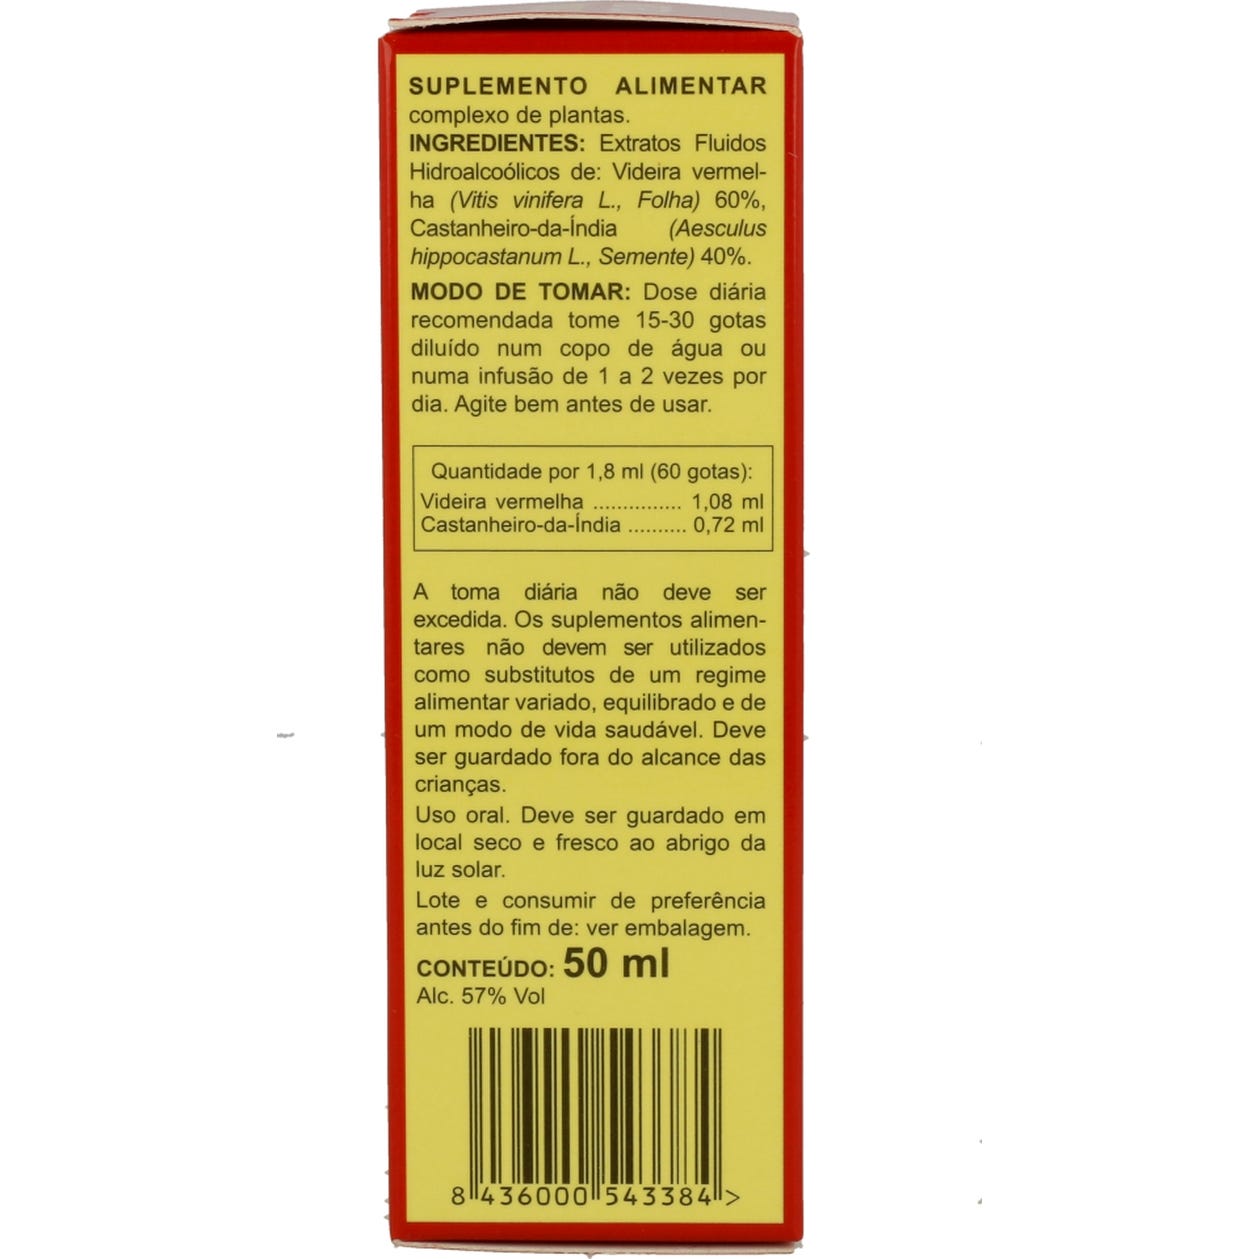 SUPLEMENTO ALIMENTAR
complexo de plantas.
INGREDIENTES: Extratos Fluidos
Hidroalcoólicos de: Videira vermel-
ha (Vitis vinifera L., Folha) 60%,
Castanheiro-da-Índia (Aesculus
hippocastanum L., Semente) 40%.
MODO DE TOMAR: Dose diária
recomendada tome 15-30 gotas
diluído num copo de água ou
numa infusão de 1 a 2 vezes por
dia. Agite bem antes de usar.
Quantidade por 1,8 ml (60 gotas):
Videira vermelha ............... 1,08 ml
Castanheiro-da-Índia .......... 0,72 ml
A toma diária não deve ser
excedida. Os suplementos alimen-
tares não devem ser utilizados
como substitutos de um regime
alimentar variado, equilibrado e de
um modo de vida saudável. Deve
ser guardado fora do alcance das
crianças.
Uso oral. Deve ser guardado em
local seco e fresco ao abrigo da
luz solar.
Lote e consumir de preferência
antes do fim de: ver embalagem.
CONTEÚDO: 50 ml
Alc. 57% Vol
8 436000 543384 >